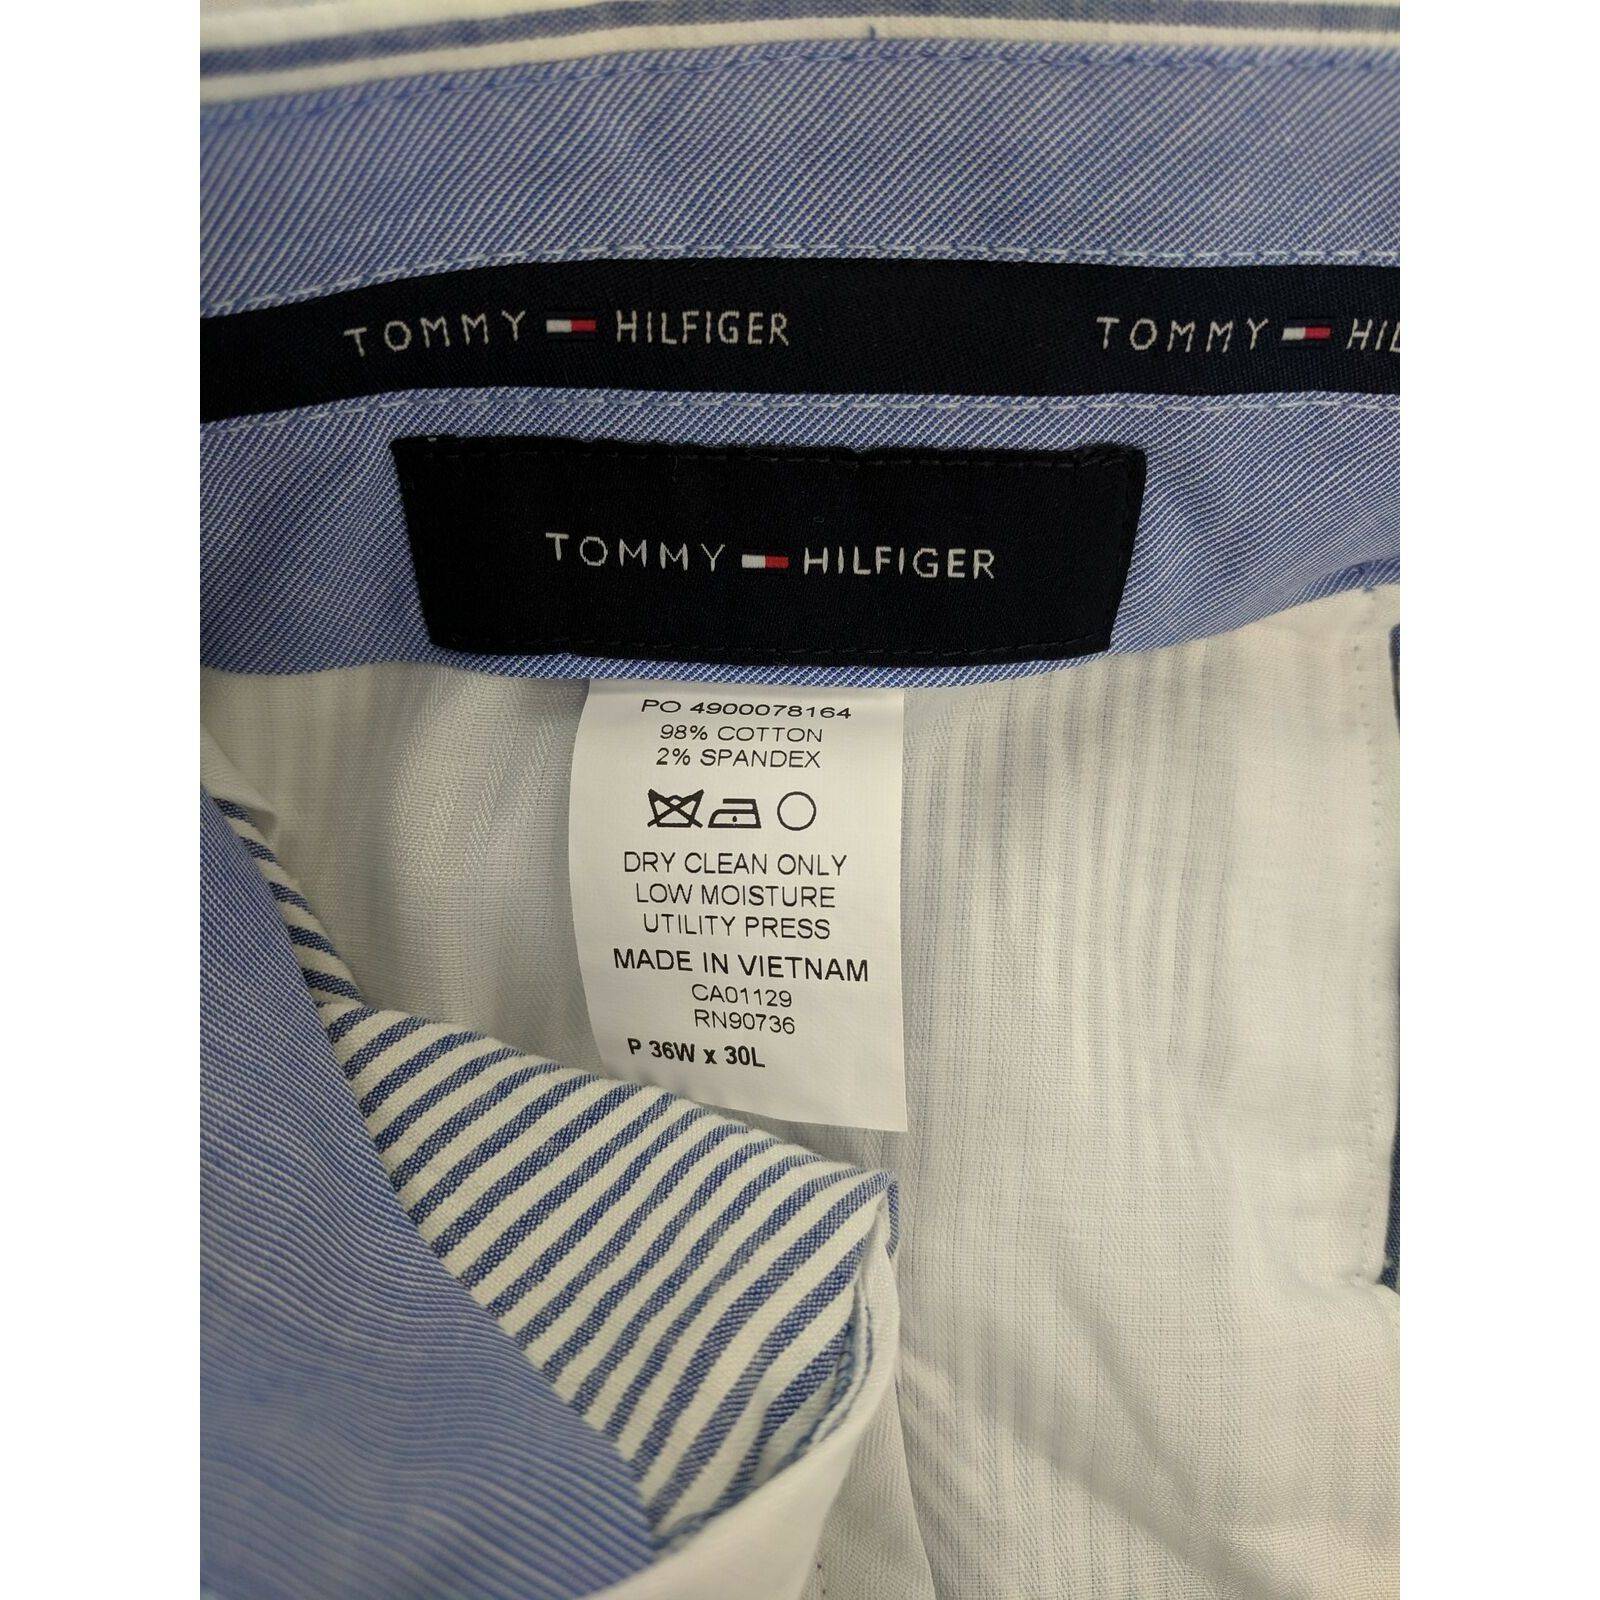 TOMMY HILFIGER TOMMY HIL
TOMMY HILFIGER
PO 4900078164
98% COTTON
2% SPANDEX
DRY CLEAN ONLY
LOW MOISTURE
UTILITY PRESS
MADE IN VIETNAM
CA01129
RN90736
P 36W x 30L